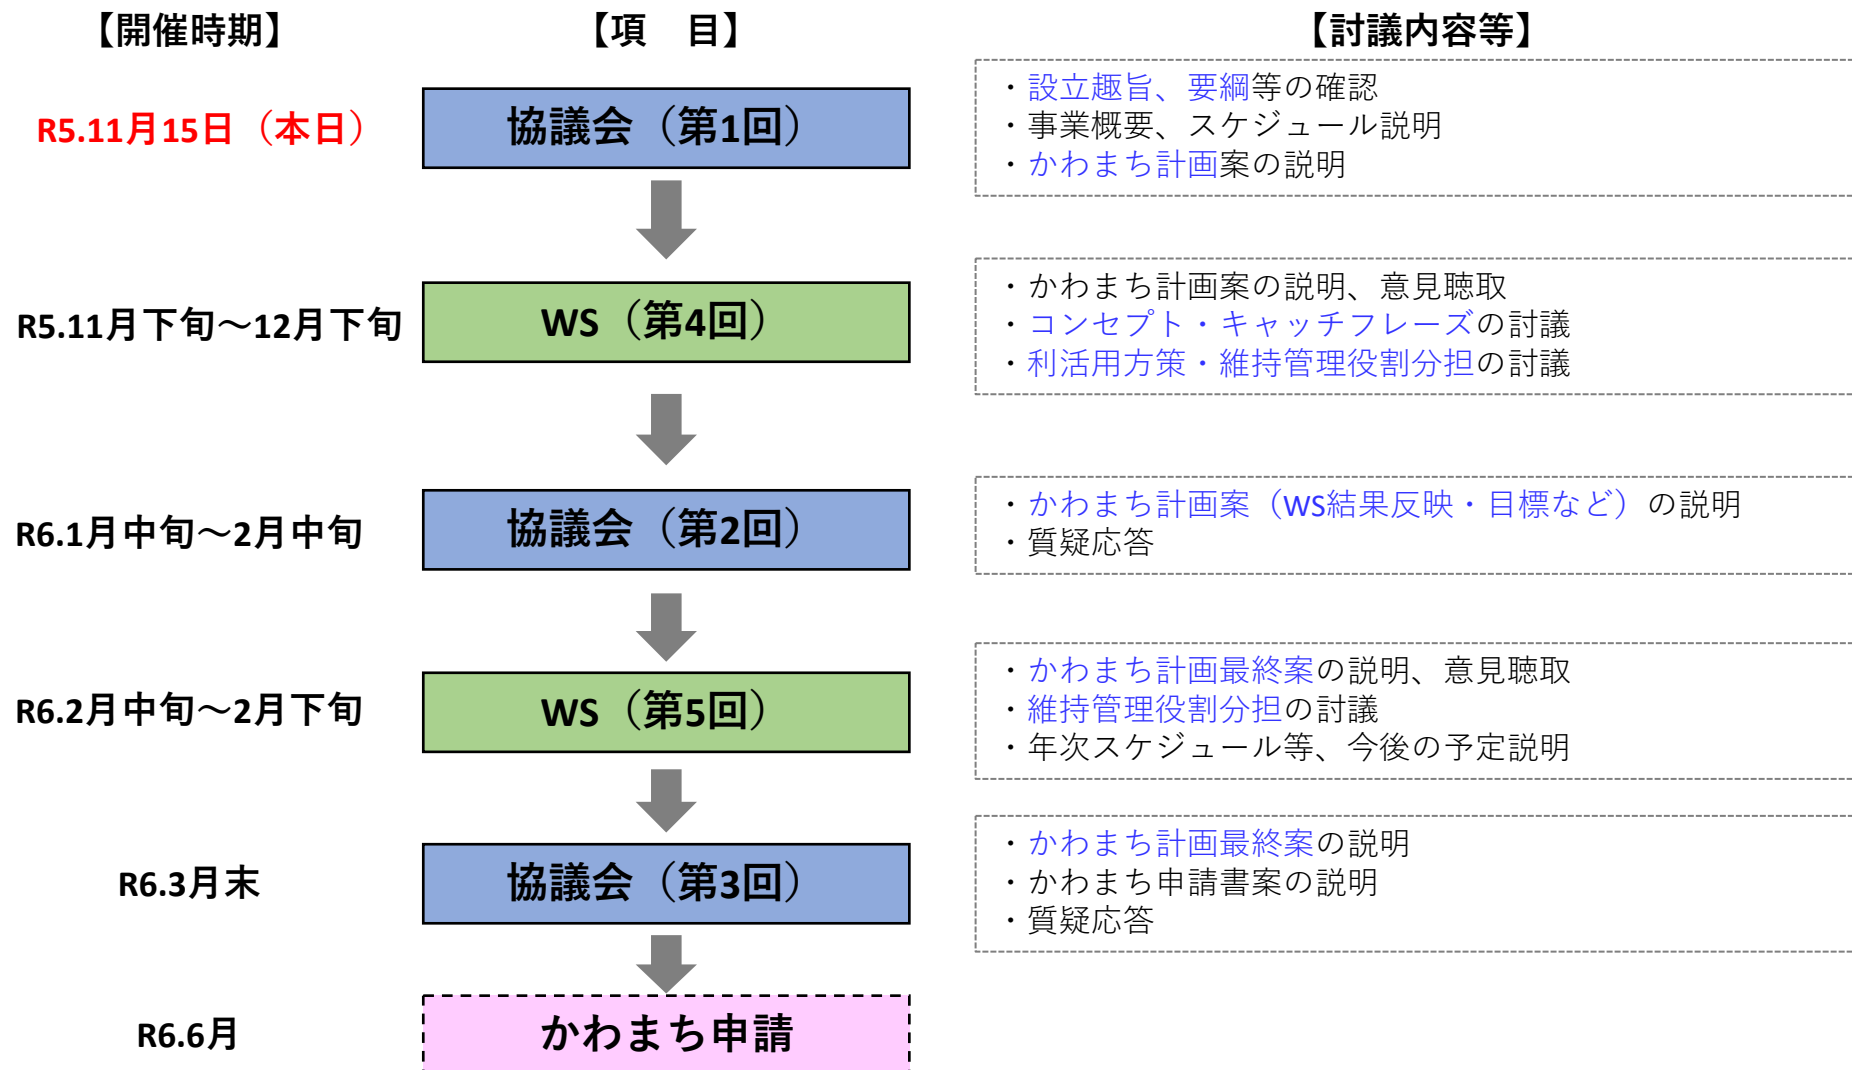 【開催時期】
【項　目】
【討議内容等】
R5.11月15日（本日）
協議会（第1回）
・設立趣旨、要綱等の確認
・事業概要、スケジュール説明
・かわまち計画案の説明
R5.11月下旬～12月下旬
WS（第4回）
・かわまち計画案の説明、意見聴取
・コンセプト・キャッチフレーズの討議
・利活用方策・維持管理役割分担の討議
R6.1月中旬～2月中旬
協議会（第2回）
・かわまち計画案（WS結果反映・目標など）の説明
・質疑応答
R6.2月中旬～2月下旬
WS（第5回）
・かわまち計画最終案の説明、意見聴取
・維持管理役割分担の討議
・年次スケジュール等、今後の予定説明
R6.3月末
協議会（第3回）
・かわまち計画最終案の説明
・かわまち申請書案の説明
・質疑応答
R6.6月
かわまち申請